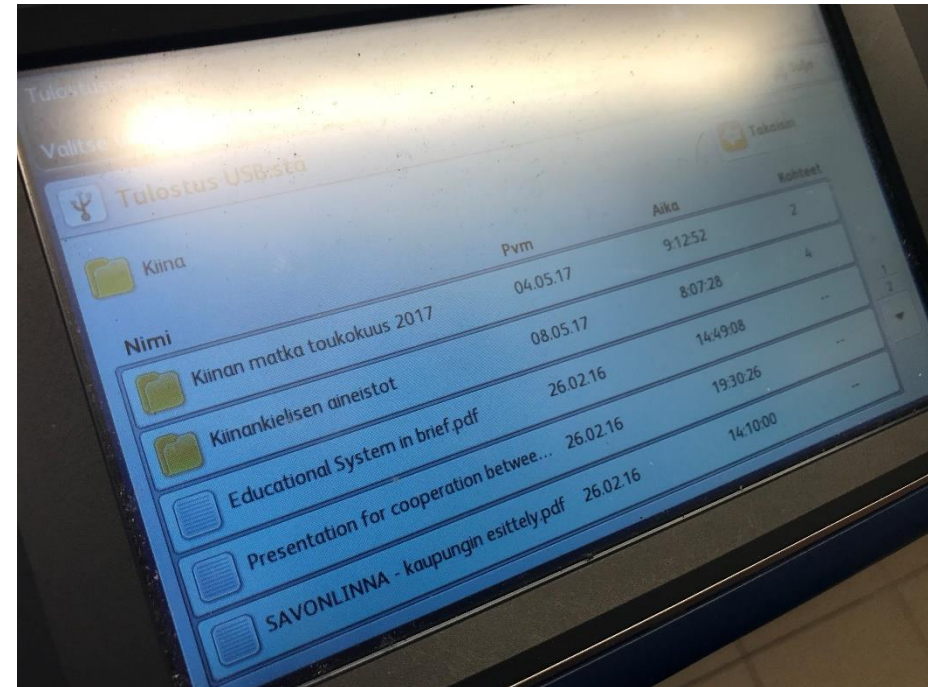 Tulostus
Valitse
Tulostus USB:stä
Takaisin
Kiina
Nimi Pvm Aika Kohteet
Kiinan matka toukokuus 2017 04.05.17 9:12:52 2
Kiinankielisen aineistot 08.05.17 8:07:28 4
Educational System in brief.pdf 26.02.16 14:49:08 --
Presentation for cooperation betwee... 26.02.16 19:30:26 --
SAVONLINNA - kaupungin esittely.pdf 26.02.16 14:10:00 --
1
2